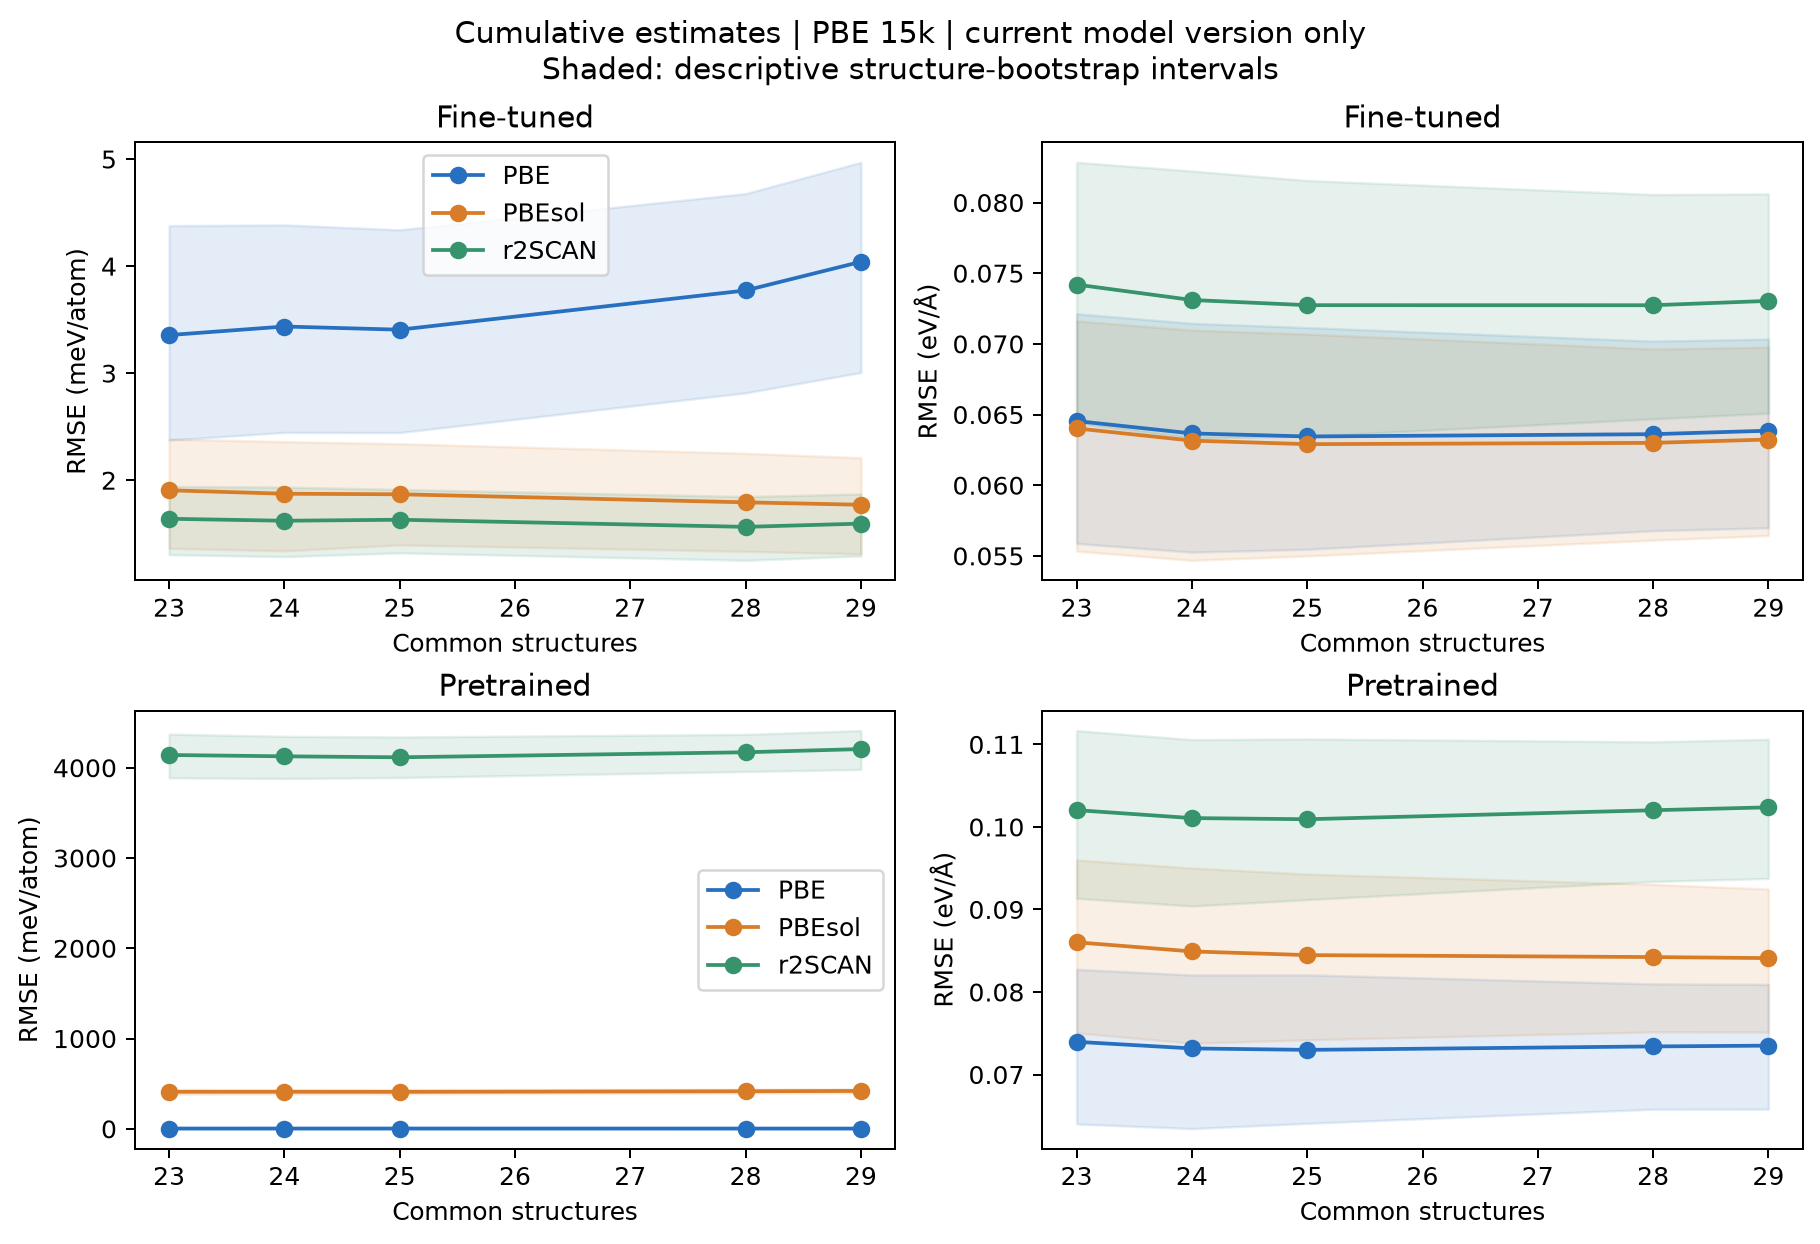 Cumulative estimates | PBE 15k | current model version only
Shaded: descriptive structure-bootstrap intervals
Fine-tuned
RMSE (meV/atom)
5
4
3
2
PBE
PBEsol
r2SCAN
23 24 25 26 27 28 29
Common structures
Fine-tuned
RMSE (eV/Å)
0.080
0.075
0.070
0.065
0.060
0.055
23 24 25 26 27 28 29
Common structures
Pretrained
RMSE (meV/atom)
4000
3000
2000
1000
0
PBE
PBEsol
r2SCAN
23 24 25 26 27 28 29
Common structures
Pretrained
RMSE (eV/Å)
0.11
0.10
0.09
0.08
0.07
23 24 25 26 27 28 29
Common structures